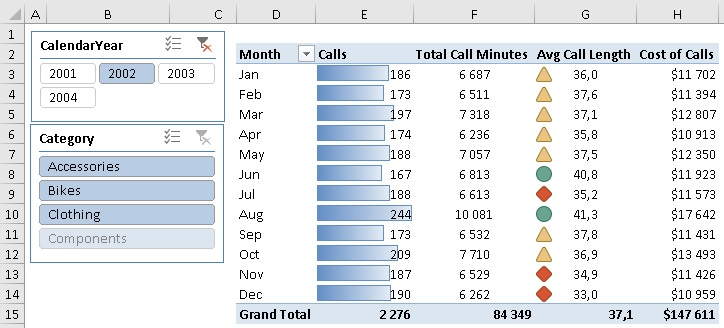 A B C D E F G H
1
CalendarYear
2 Month Calls Total Call Minutes Avg Call Length Cost of Calls
3 2001 2002 2003 Jan 186 6 687 36,0 $11 702
4 2004 Feb 173 6 511 37,6 $11 394
5 Mar 197 7 318 37,1 $12 807
6 Category Apr 174 6 236 35,8 $10 913
7 May 188 7 057 37,5 $12 350
8 Accessories Jun 167 6 813 40,8 $11 923
9 Bikes Jul 188 6 613 35,2 $11 573
10 Clothing Aug 244 10 081 41,3 $17 642
11 Components Sep 173 6 532 37,8 $11 431
12 Oct 209 7 710 36,9 $13 493
13 Nov 187 6 529 34,9 $11 426
14 Dec 190 6 262 33,0 $10 959
15 Grand Total 2 276 84 349 37,1 $147 611